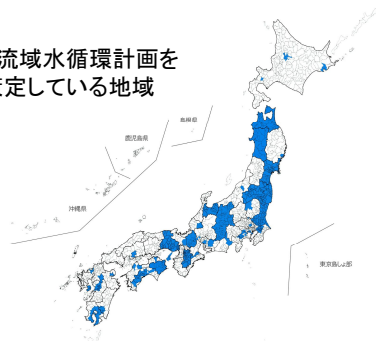 流域水循環計画を
定している地域
島根県
鹿児島県
沖縄県
東京島しょ部